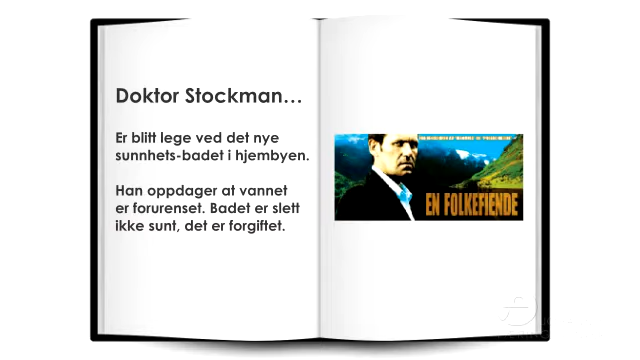 Doktor Stockman…
Er blitt lege ved det nye
sunnhets-badet i hjembyen.
Han oppdager at vannet
er forurenset. Badet er slett
ikke sunt, det er forgiftet.
EN FOLKEFIENDE